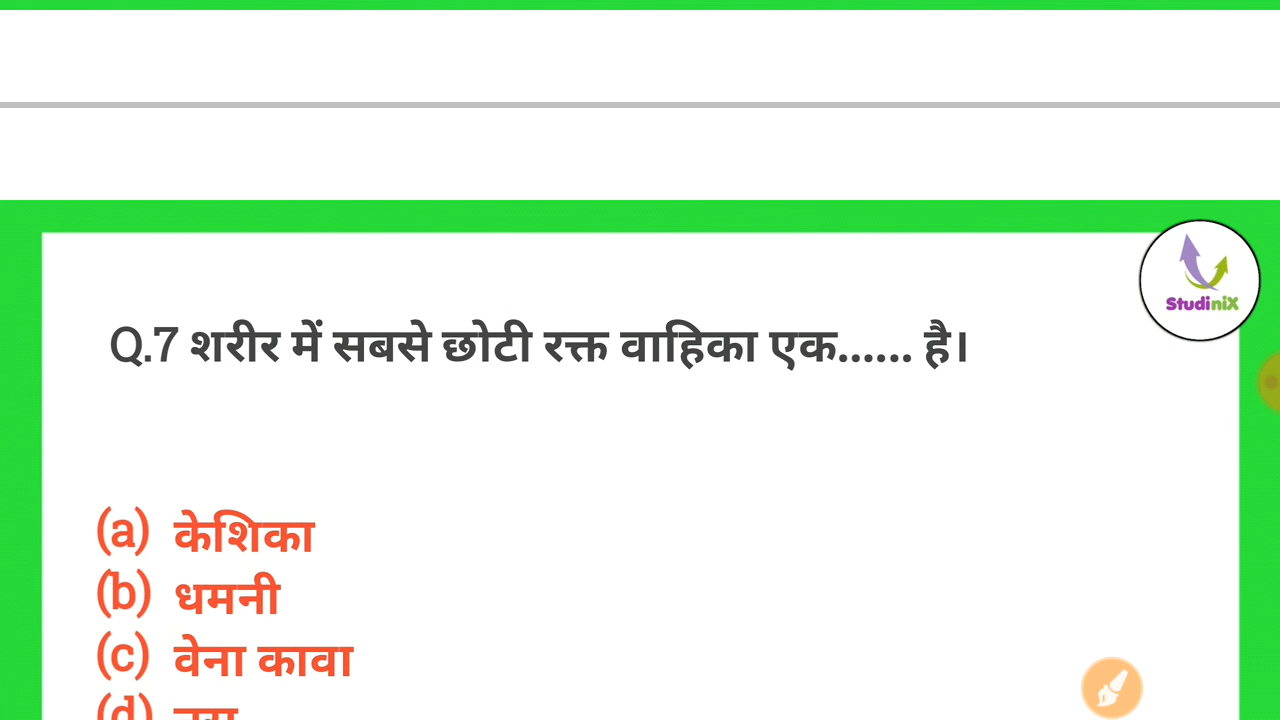 StudiniX
Q.7 शरीर में सबसे छोटी रक्त वाहिका एक...... है।
(a) केशिका
(b) धमनी
(c) वेना कावा
(d)